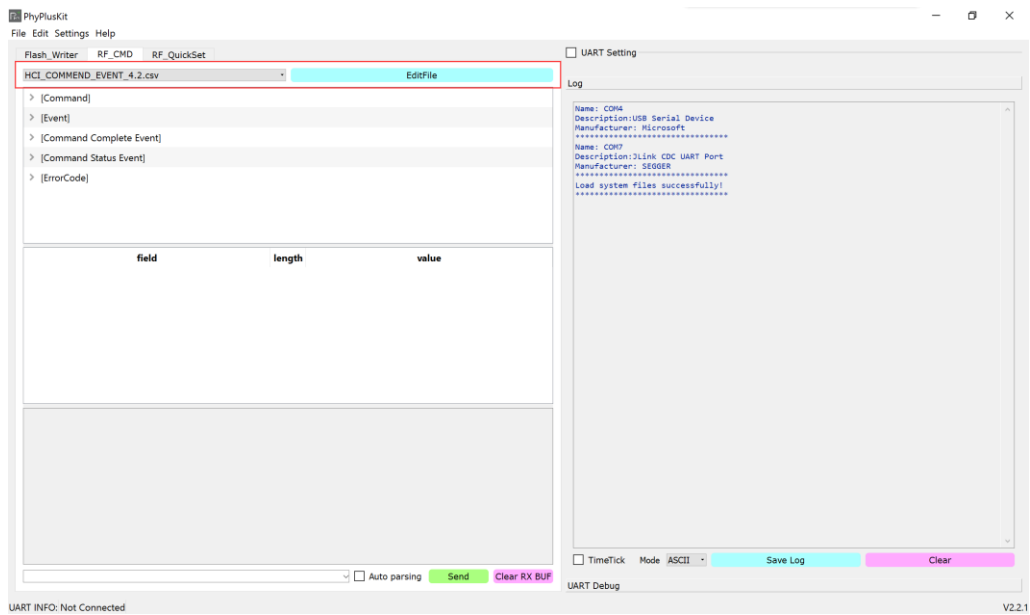 PhyPlusKit
File Edit Settings Help
Flash_Writer RF_CMD RF_QuickSet
HCI_COMMEND_EVENT_4.2.csv EditFile
[Command]
[Event]
[Command Complete Event]
[Command Status Event]
[ErrorCode]
field length value
Auto parsing Send Clear RX BUF
UART Setting
Log
Name: COM4
Description:USB Serial Device
Manufacturer: Microsoft
********************************
Name: COM7
Description:JLink CDC UART Port
Manufacturer: SEGGER
********************************
Load system files successfully!
********************************
TimeTick Mode ASCII Save Log Clear
UART Debug
UART INFO: Not Connected V2.2.1